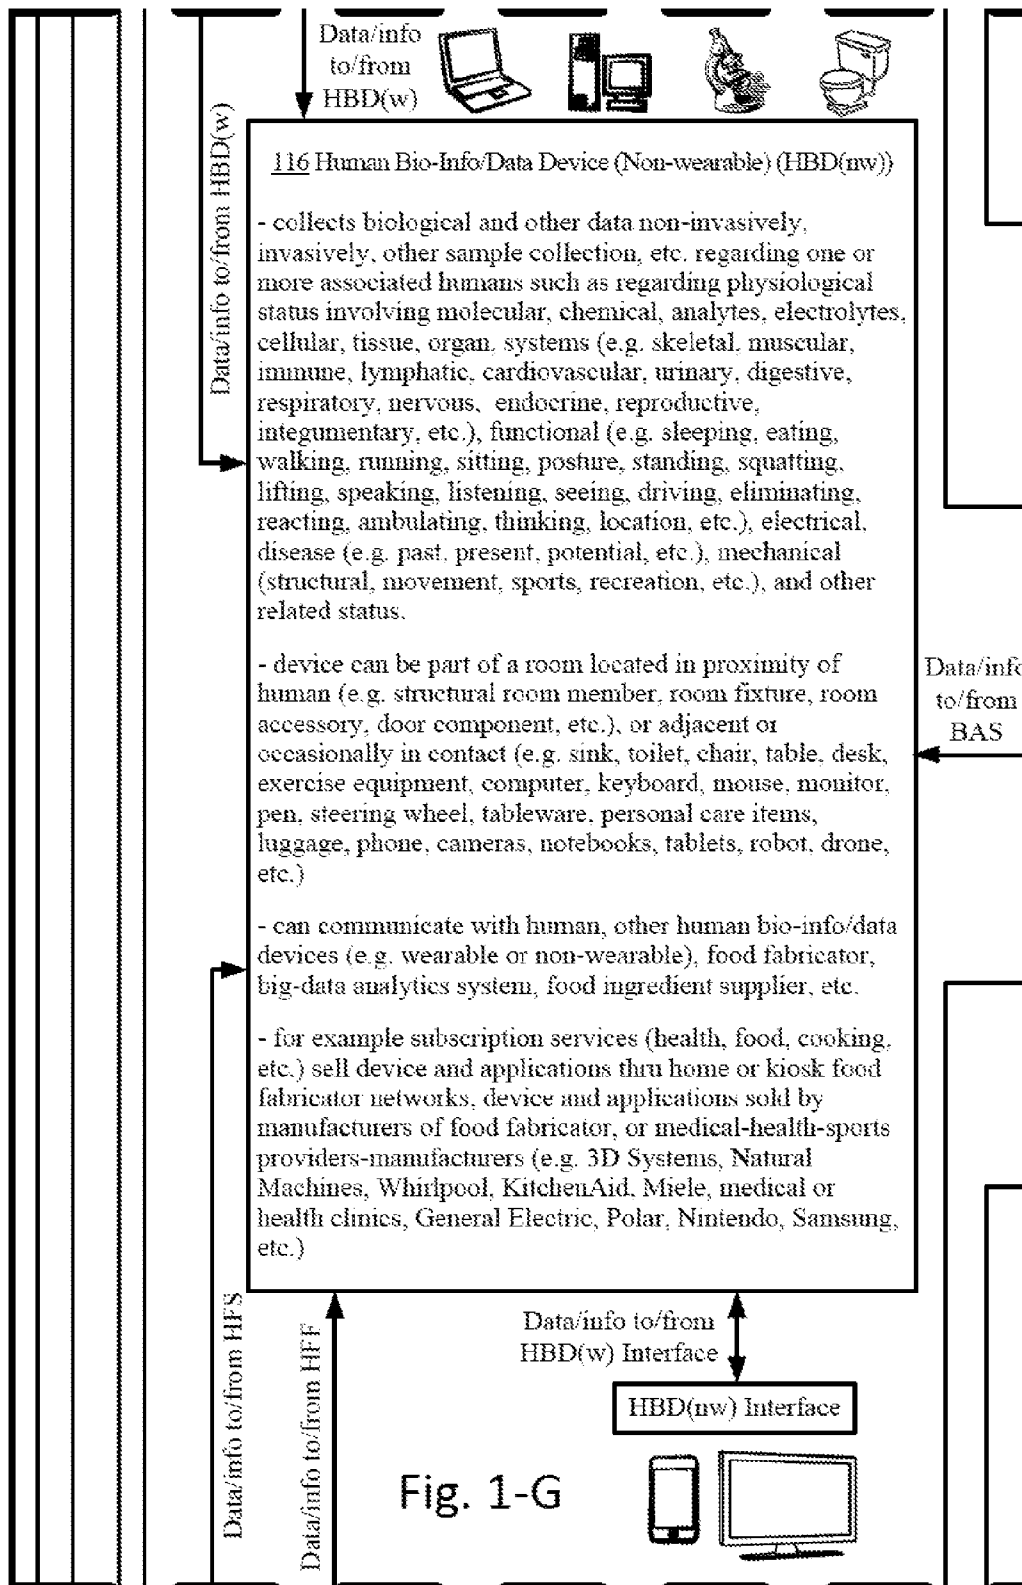 Data/info
to/from
HBD(w)
Data/info to/from HBD(w)
116 Human Bio-Info/Data Device (Non-wearable) (HBD(nw))
- collects biological and other data non-invasively,
invasively, other sample collection, etc. regarding one or
more associated humans such as regarding physiological
status involving molecular, chemical, analytes, electrolytes,
cellular, tissue, organ, systems (e.g. skeletal, muscular,
immune, lymphatic, cardiovascular, urinary, digestive,
respiratory, nervous, endocrine, reproductive,
integumentary, etc.), functional (e.g. sleeping, eating,
walking, running, sitting, posture, standing, squatting,
lifting, speaking, listening, seeing, driving, eliminating,
reacting, ambulating, thinking, location, etc.), electrical,
disease (e.g. past, present, potential, etc.), mechanical
(structural, movement, sports, recreation, etc.), and other
related status.
- device can be part of a room located in proximity of
human (e.g. structural room member, room fixture, room
accessory, door component, etc.), or adjacent or
occasionally in contact (e.g. sink, toilet, chair, table, desk,
exercise equipment, computer, keyboard, mouse, monitor,
pen, steering wheel, tableware, personal care items,
luggage, phone, cameras, notebooks, tablets, robot, drone,
etc.)
- can communicate with human, other human bio-info/data
devices (e.g. wearable or non-wearable), food fabricator,
big-data analytics system, food ingredient supplier, etc.
- for example subscription services (health, food, cooking,
etc.) sell device and applications thru home or kiosk food
fabricator networks, device and applications sold by
manufacturers of food fabricator, or medical-health-sports
providers-manufacturers (e.g. 3D Systems, Natural
Machines, Whirlpool, KitchenAid, Miele, medical or
health clinics, General Electric, Polar, Nintendo, Samsung,
etc.)
Data/info
to/from
BAS
Data/info to/from HFS
Data/info to/from HFF
Data/info to/from
HBD(w) Interface
HBD(nw) Interface
Fig. 1-G